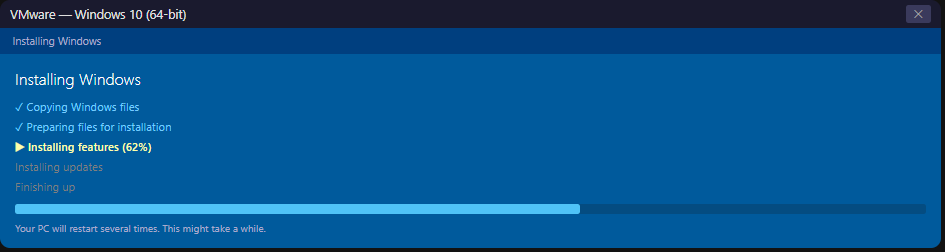 VMware — Windows 10 (64-bit)
Installing Windows
Installing Windows
✓ Copying Windows files
✓ Preparing files for installation
▶ Installing features (62%)
Installing updates
Finishing up
Your PC will restart several times. This might take a while.